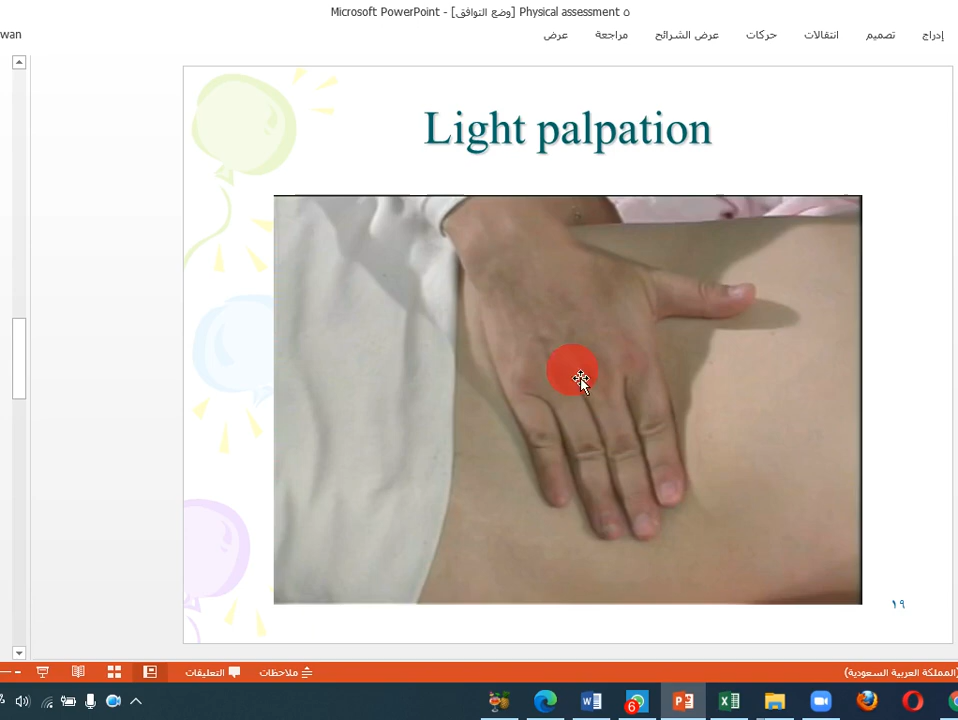 Microsoft PowerPoint - [وضع التوافق] Physical assessment ٥
إدراج تصميم انتقالات حركات عرض الشرائح مراجعة عرض wan
Light palpation
١٩
المملكة العربية السعودية) ملاحظات التعليقات
6